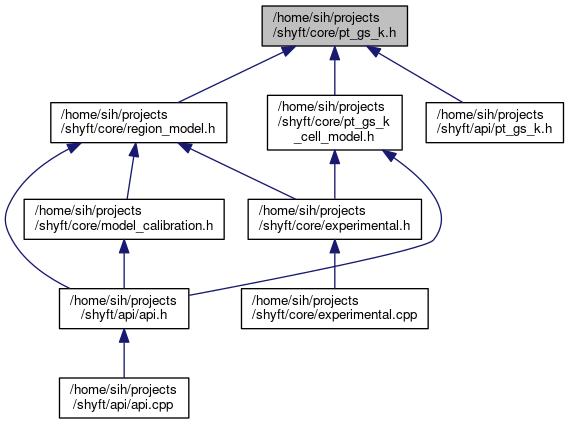 /home/sih/projects
/shyft/core/pt_gs_k.h
/home/sih/projects
/shyft/core/region_model.h
/home/sih/projects
/shyft/core/pt_gs_k
_cell_model.h
/home/sih/projects
/shyft/api/pt_gs_k.h
/home/sih/projects
/shyft/core/model_calibration.h
/home/sih/projects
/shyft/core/experimental.h
/home/sih/projects
/shyft/api/api.h
/home/sih/projects
/shyft/core/experimental.cpp
/home/sih/projects
/shyft/api/api.cpp